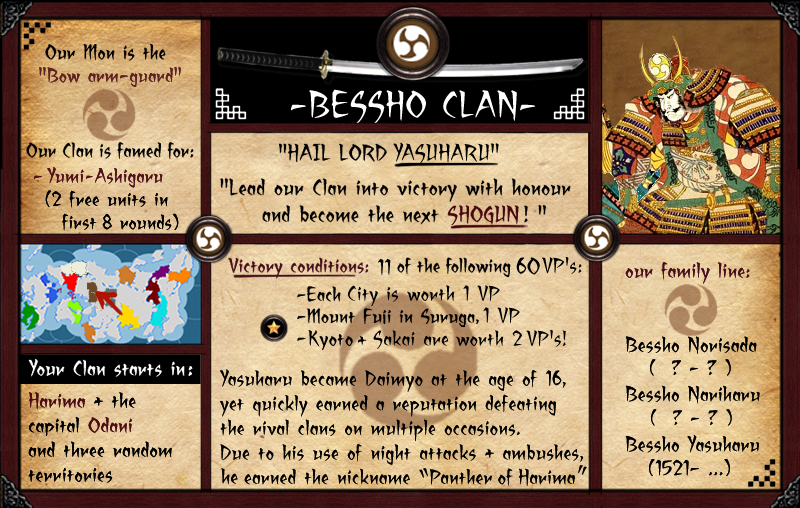 Our Mon is the
"Bow arm-guard"
Our Clan is famed for:
- Yumi-Ashigaru
(2 free units in
first 8 rounds)
-BESSHO CLAN-
"HAIL LORD YASUHARU"
"Lead our Clan into victory with honour
and become the next SHOGUN! "
Victory conditions: 11 of the following 60 VP's:
-Each City is worth 1 VP
-Mount Fuji in Suruga, 1 VP
-Kyoto + Sakai are worth 2 VP's!
Yasuharu became Daimyo at the age of 16,
yet quickly earned a reputation defeating
the rival clans on multiple occasions.
Due to his use of night attacks + ambushes,
he earned the nickname "Panther of Harima"
Your Clan starts in:
Harima + the
capital Odani
and three random
territories
our family line:
Bessho Norisada
( ? - ? )
Bessho Nariharu
( ? - ? )
Bessho Yasuharu
(1521- ...)